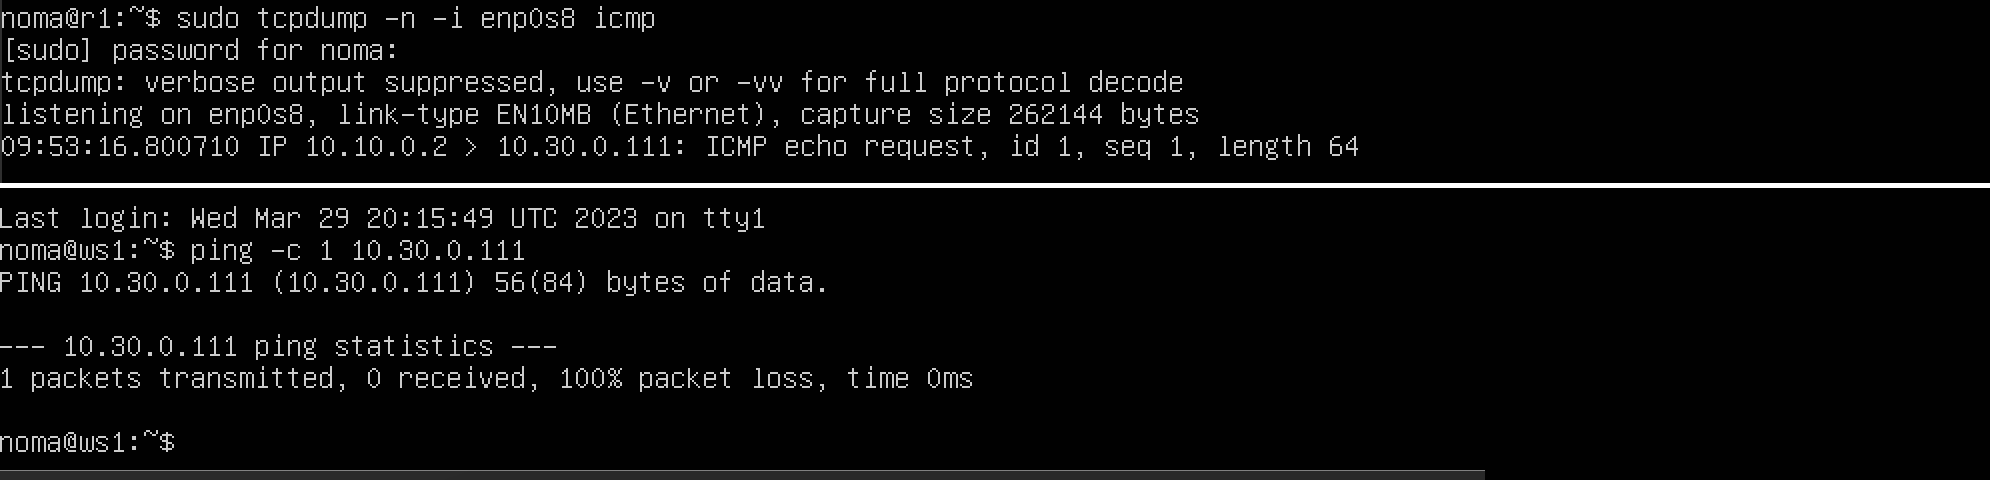 noma@r1:~$ sudo tcpdump -n -i enp0s8 icmp
[sudo] password for noma:
tcpdump: verbose output suppressed, use -v or -vv for full protocol decode
listening on enp0s8, link-type EN10MB (Ethernet), capture size 262144 bytes
09:53:16.800710 IP 10.10.0.2 > 10.30.0.111: ICMP echo request, id 1, seq 1, length 64
Last login: Wed Mar 29 20:15:49 UTC 2023 on tty1
noma@ws1:~$ ping -c 1 10.30.0.111
PING 10.30.0.111 (10.30.0.111) 56(84) bytes of data.
--- 10.30.0.111 ping statistics ---
1 packets transmitted, 0 received, 100% packet loss, time 0ms
noma@ws1:~$